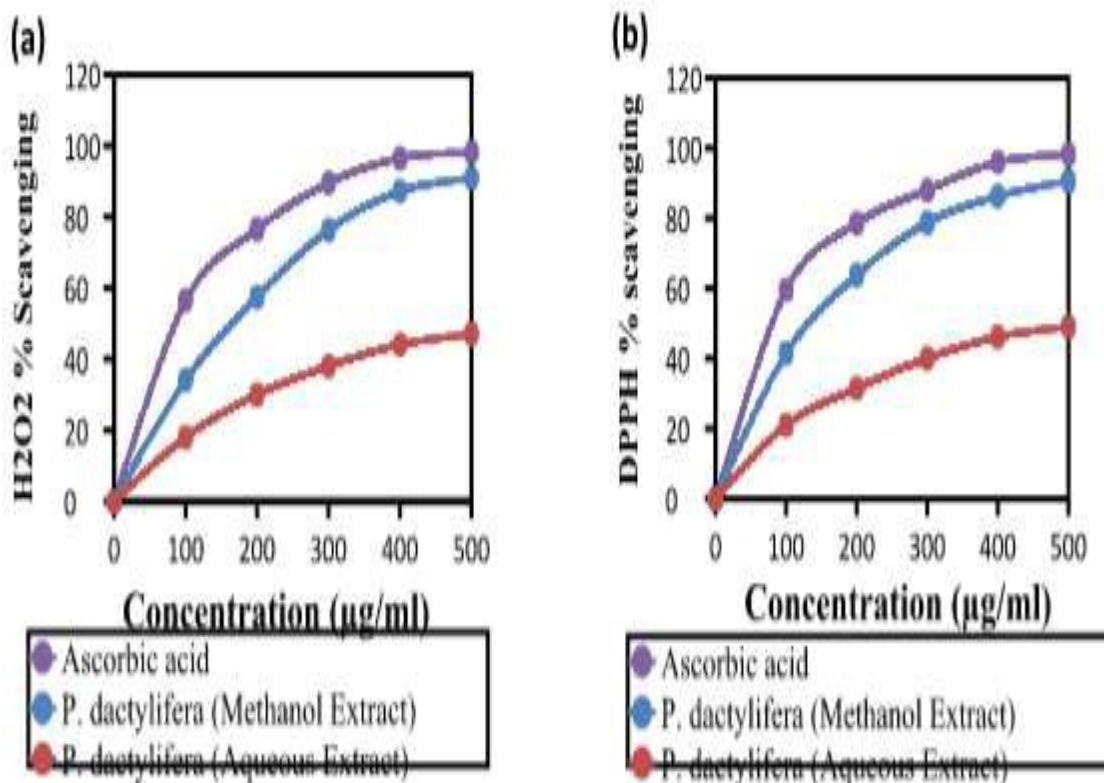 (a)
H2O2 % Scavenging
120
100
80
60
40
20
0
0 100 200 300 400 500
Concentration (μg/ml)
Ascorbic acid
P. dactylifera (Methanol Extract)
P. dactylifera (Aqueous Extract)
(b)
DPPH % scavenging
120
100
80
60
40
20
0
0 100 200 300 400 500
Concentration (μg/ml)
Ascorbic acid
P. dactylifera (Methanol Extract)
P. dactylifera (Aqueous Extract)